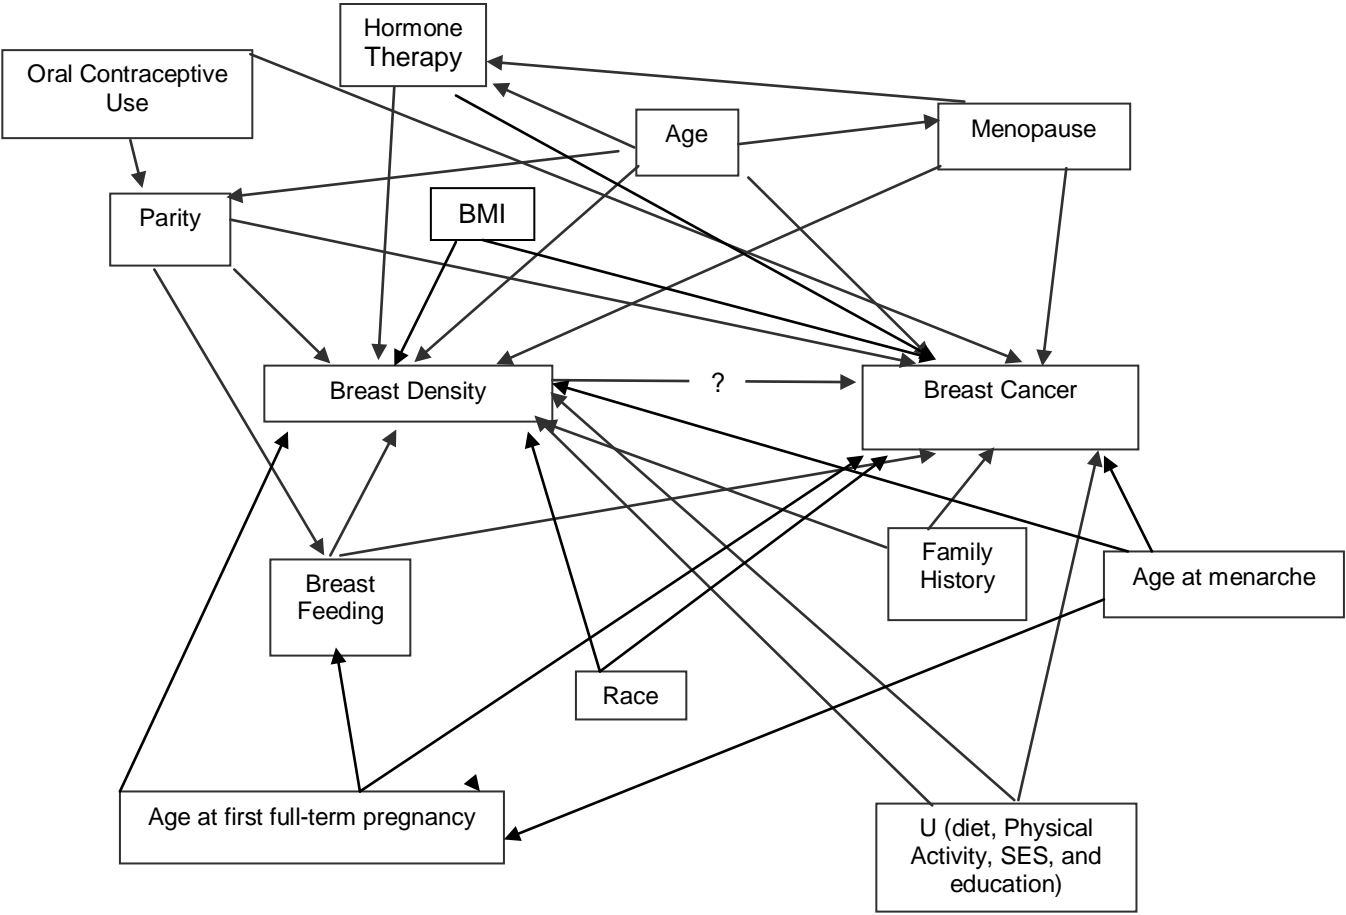 Hormone
Therapy
Oral Contraceptive
Use
Age
Menopause
Parity
BMI
Breast Density
?
Breast Cancer
Family
History
Age at menarche
Breast
Feeding
Race
Age at first full-term pregnancy
U (diet, Physical
Activity, SES, and
education)